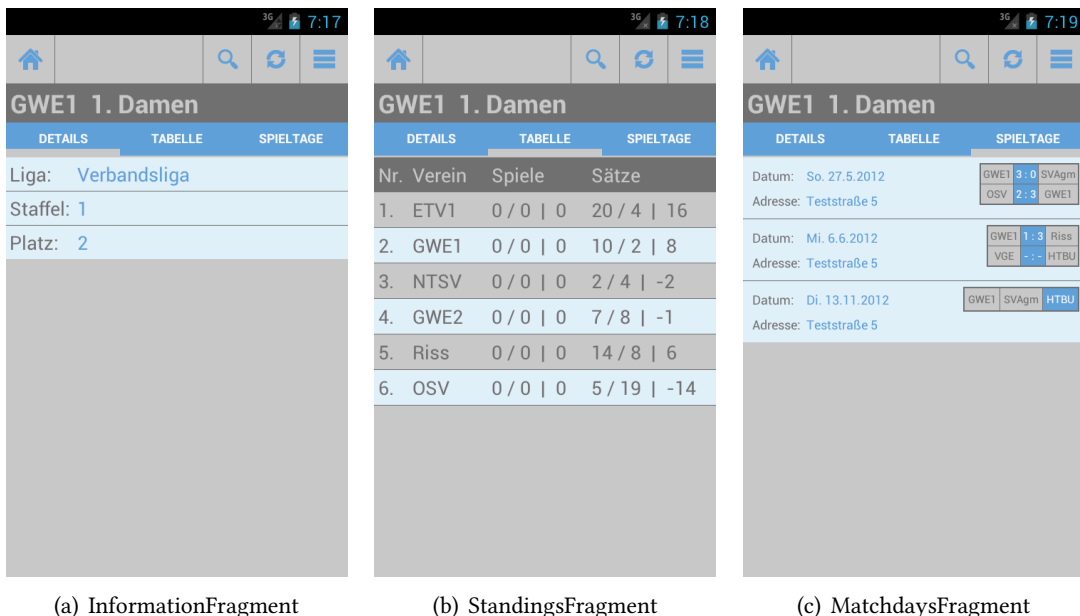 3G 7:17
GWE1 1. Damen
DETAILS TABELLE SPIELTAGE
Liga: Verbandsliga
Staffel: 1
Platz: 2
(a) InformationFragment
3G 7:18
GWE1 1. Damen
DETAILS TABELLE SPIELTAGE
Nr. Verein Spiele Sätze
1. ETV1 0 / 0 | 0 20 / 4 | 16
2. GWE1 0 / 0 | 0 10 / 2 | 8
3. NTSV 0 / 0 | 0 2 / 4 | -2
4. GWE2 0 / 0 | 0 7 / 8 | -1
5. Riss 0 / 0 | 0 14 / 8 | 6
6. OSV 0 / 0 | 0 5 / 19 | -14
(b) StandingsFragment
3G 7:19
GWE1 1. Damen
DETAILS TABELLE SPIELTAGE
Datum: So. 27.5.2012
Adresse: Teststraße 5
GWE1 3 : 0 SVAgm
OSV 2 : 3 GWE1
Datum: Mi. 6.6.2012
Adresse: Teststraße 5
GWE1 1 : 3 Riss
VGE - : - HTBU
Datum: Di. 13.11.2012
Adresse: Teststraße 5
GWE1 SVAgm HTBU
(c) MatchdaysFragment